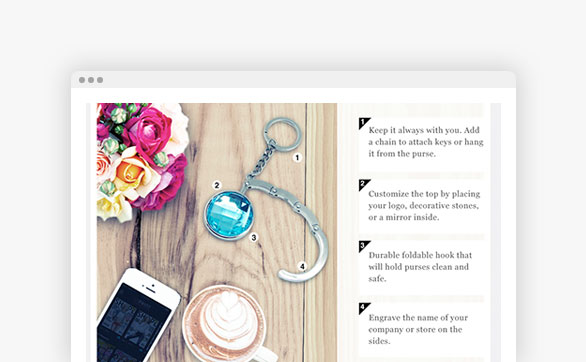 1
2
3
4
1
Keep it always with you. Add
a chain to attach keys or hang
it from the purse.
2
Customize the top by placing
your logo, decorative stones,
or a mirror inside.
3
Durable foldable hook that
will hold purses clean and
safe.
4
Engrave the name of your
company or store on the
sides.